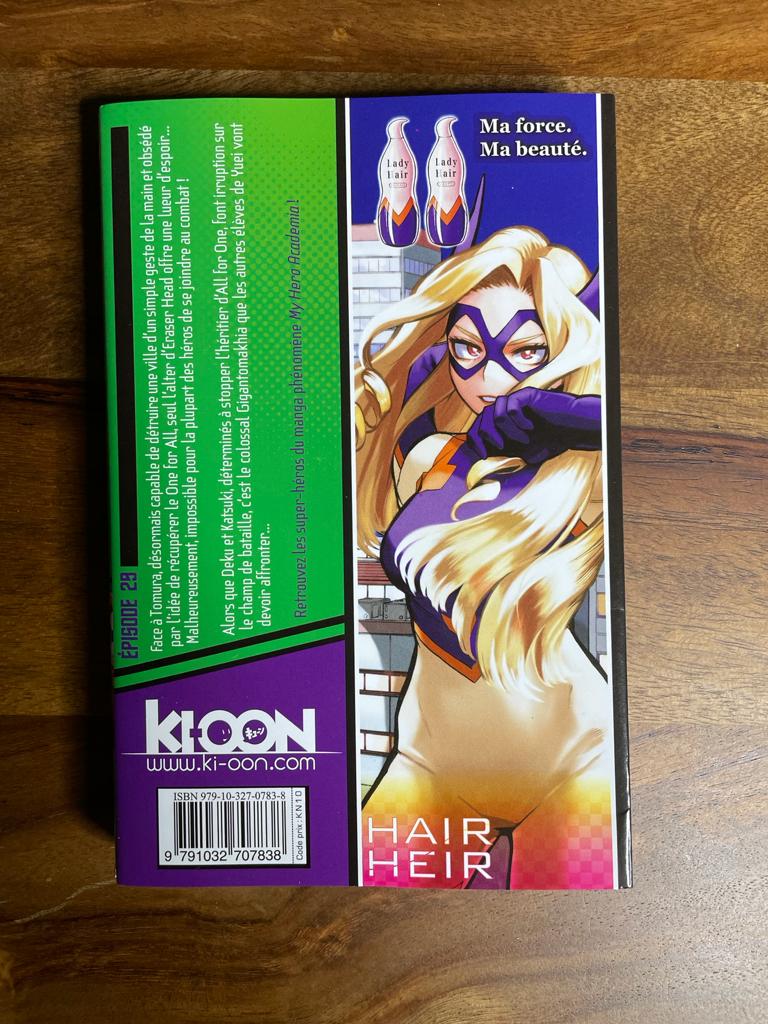 ÉPISODE 29
Face à Tomura, désormais capable de détruire une ville d'un simple geste de la main et obsédé
par l'idée de récupérer le One for All, seul l'alter d'Eraser Head offre une lueur d'espoir...
Malheureusement, impossible pour la plupart des héros de se joindre au combat !
Alors que Deku et Katsuki, déterminés à stopper l'héritier d'All for One, font irruption sur
le champ de bataille, c'est le colossal Gigantomakhia que les autres élèves de Yuei vont
devoir affronter...
Retrouvez les super-héros du manga phénomène My Hero Academia !
KI-OON
キューン
www.ki-oon.com
ISBN 979-10-327-0783-8
9 791032 707838
Code prix : KN10
Ma force.
Ma beauté.
Lady
Hair
Lady
Hair
HAIR
HEIR